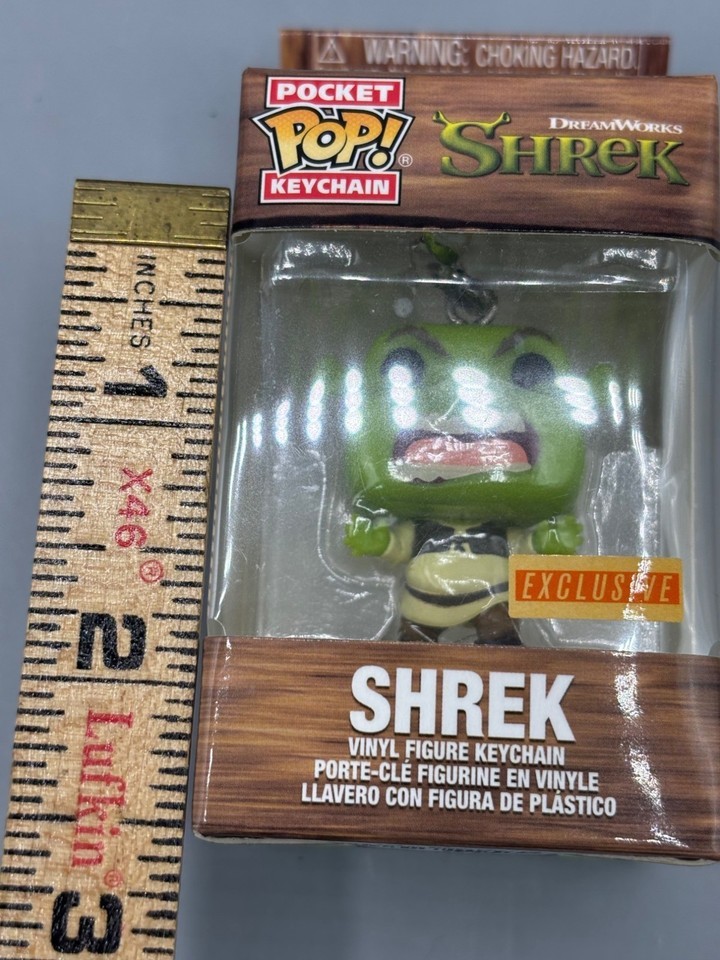 WARNING: CHOKING HAZARD.
POCKET
POP!®
KEYCHAIN
DREAMWORKS
SHREK
INCHES
1
X46®
2
Lufkin®
3
EXCLUSIVE
SHREK
VINYL FIGURE KEYCHAIN
PORTE-CLÉ FIGURINE EN VINYLE
LLAVERO CON FIGURA DE PLÁSTICO